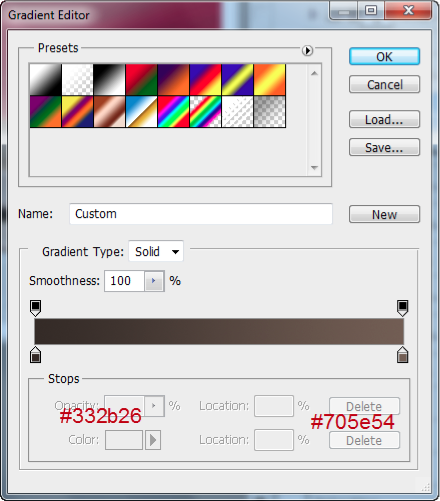 Gradient Editor
Presets
OK
Cancel
Load...
Save...
Name: Custom
New
Gradient Type: Solid
Smoothness: 100 %
Stops
Opacity: % Location: % Delete
#332b26 #705e54
Color: Location: % Delete